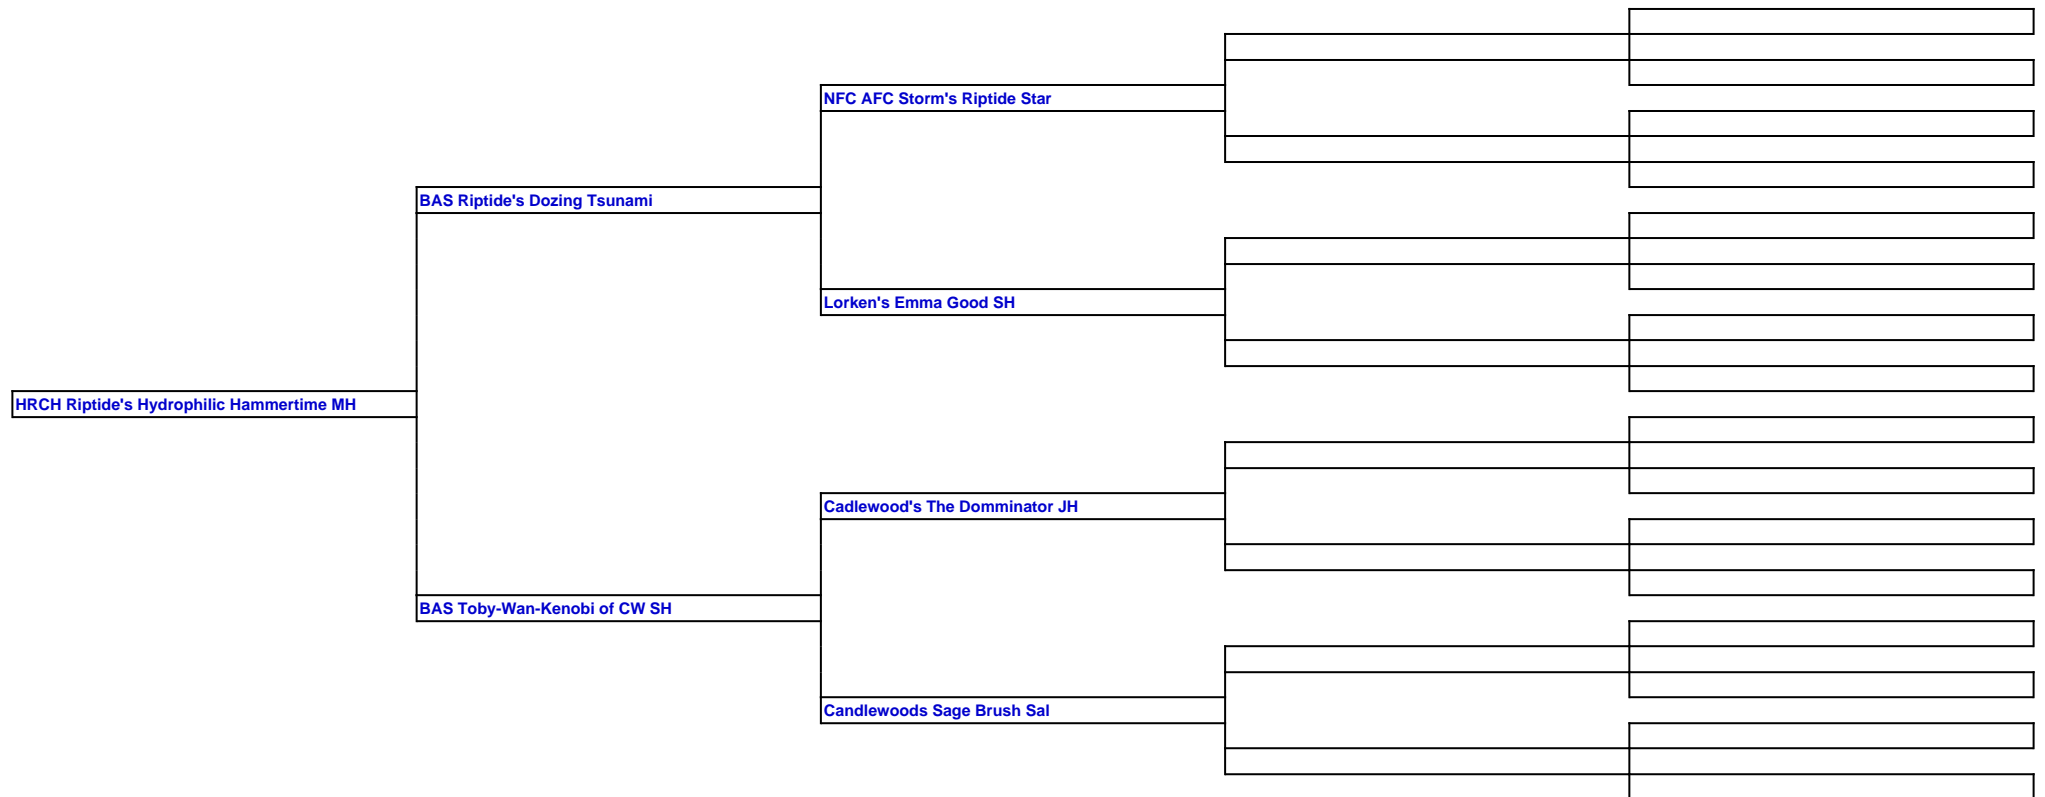 NFC AFC Storm's Riptide Star
BAS Riptide's Dozing Tsunami
Lorken's Emma Good SH
HRCH Riptide's Hydrophilic Hammertime MH
Cadlewood's The Domminator JH
BAS Toby-Wan-Kenobi of CW SH
Candlewoods Sage Brush Sal